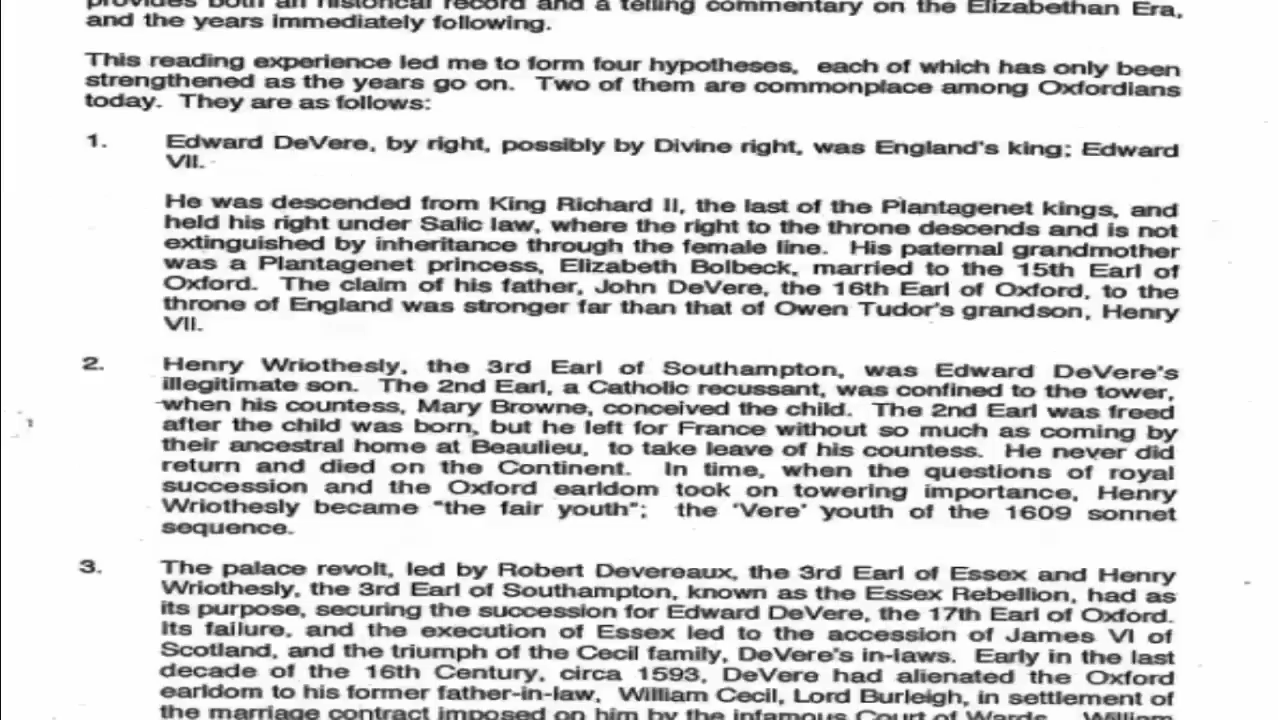 provides both an historical record and a telling commentary on the Elizabethan Era,
and the years immediately following.
This reading experience led me to form four hypotheses, each of which has only been
strengthened as the years go on. Two of them are commonplace among Oxfordians
today. They are as follows:
1. Edward DeVere, by right, possibly by Divine right, was England's king; Edward
VII.
He was descended from King Richard II, the last of the Plantagenet kings, and
held his right under Salic law, where the right to the throne descends and is not
extinguished by inheritance through the female line. His paternal grandmother
was a Plantagenet princess, Elizabeth Bolbeck, married to the 15th Earl of
Oxford. The claim of his father, John DeVere, the 16th Earl of Oxford, to the
throne of England was stronger far than that of Owen Tudor's grandson, Henry
VII.
2. Henry Wriothesly, the 3rd Earl of Southampton, was Edward DeVere's
illegitimate son. The 2nd Earl, a Catholic recussant, was confined to the tower,
when his countess, Mary Browne, conceived the child. The 2nd Earl was freed
after the child was born, but he left for France without so much as coming by
their ancestral home at Beaulieu, to take leave of his countess. He never did
return and died on the Continent. In time, when the questions of royal
succession and the Oxford earldom took on towering importance, Henry
Wriothesly became "the fair youth"; the 'Vere' youth of the 1609 sonnet
sequence.
3. The palace revolt, led by Robert Devereaux, the 3rd Earl of Essex and Henry
Wriothesly, the 3rd Earl of Southampton, known as the Essex Rebellion, had as
its purpose, securing the succession for Edward DeVere, the 17th Earl of Oxford.
Its failure, and the execution of Essex led to the accession of James VI of
Scotland, and the triumph of the Cecil family, DeVere's in-laws. Early in the last
decade of the 16th Century, circa 1593, DeVere had alienated the Oxford
earldom to his former father-in-law, William Cecil, Lord Burleigh, in settlement of
the marriage contract imposed on him by the infamous Court of Wards. William